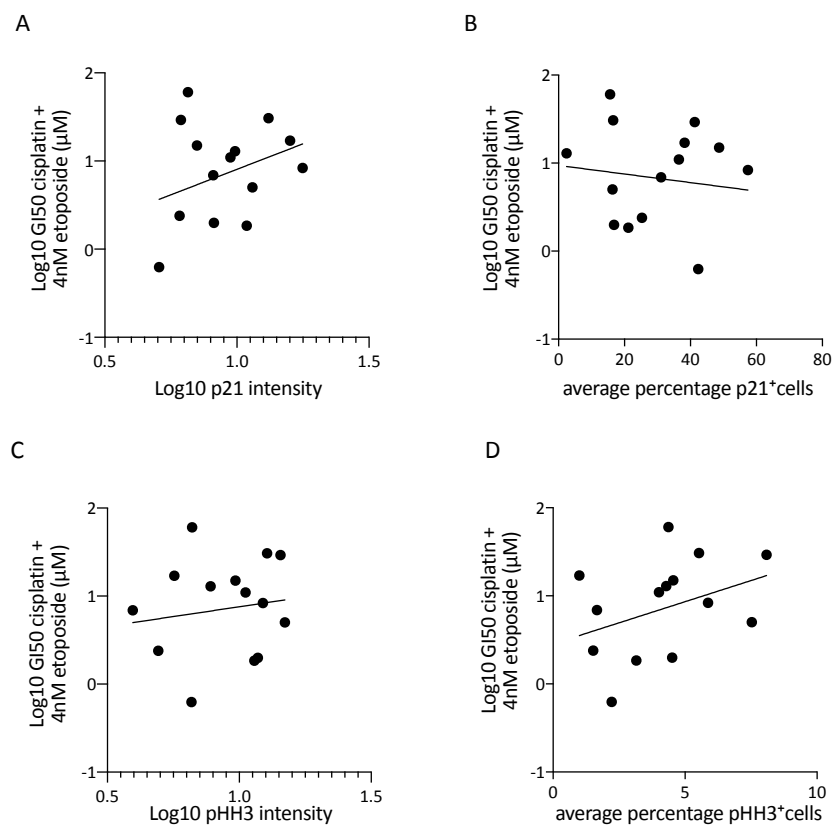 A
Log10 GI50 cisplatin +
4nM etoposide (µM)
2
1
0
-1
0.5
1.0
1.5
Log10 p21 intensity
B
Log10 GI50 cisplatin +
4nM etoposide (µM)
2
1
0
-1
0
20
40
60
80
average percentage p21⁺cells
C
Log10 GI50 cisplatin +
4nM etoposide (µM)
2
1
0
-1
0.5
1.0
1.5
Log10 pHH3 intensity
D
Log10 GI50 cisplatin +
4nM etoposide (µM)
2
1
0
-1
0
5
10
average percentage pHH3⁺cells